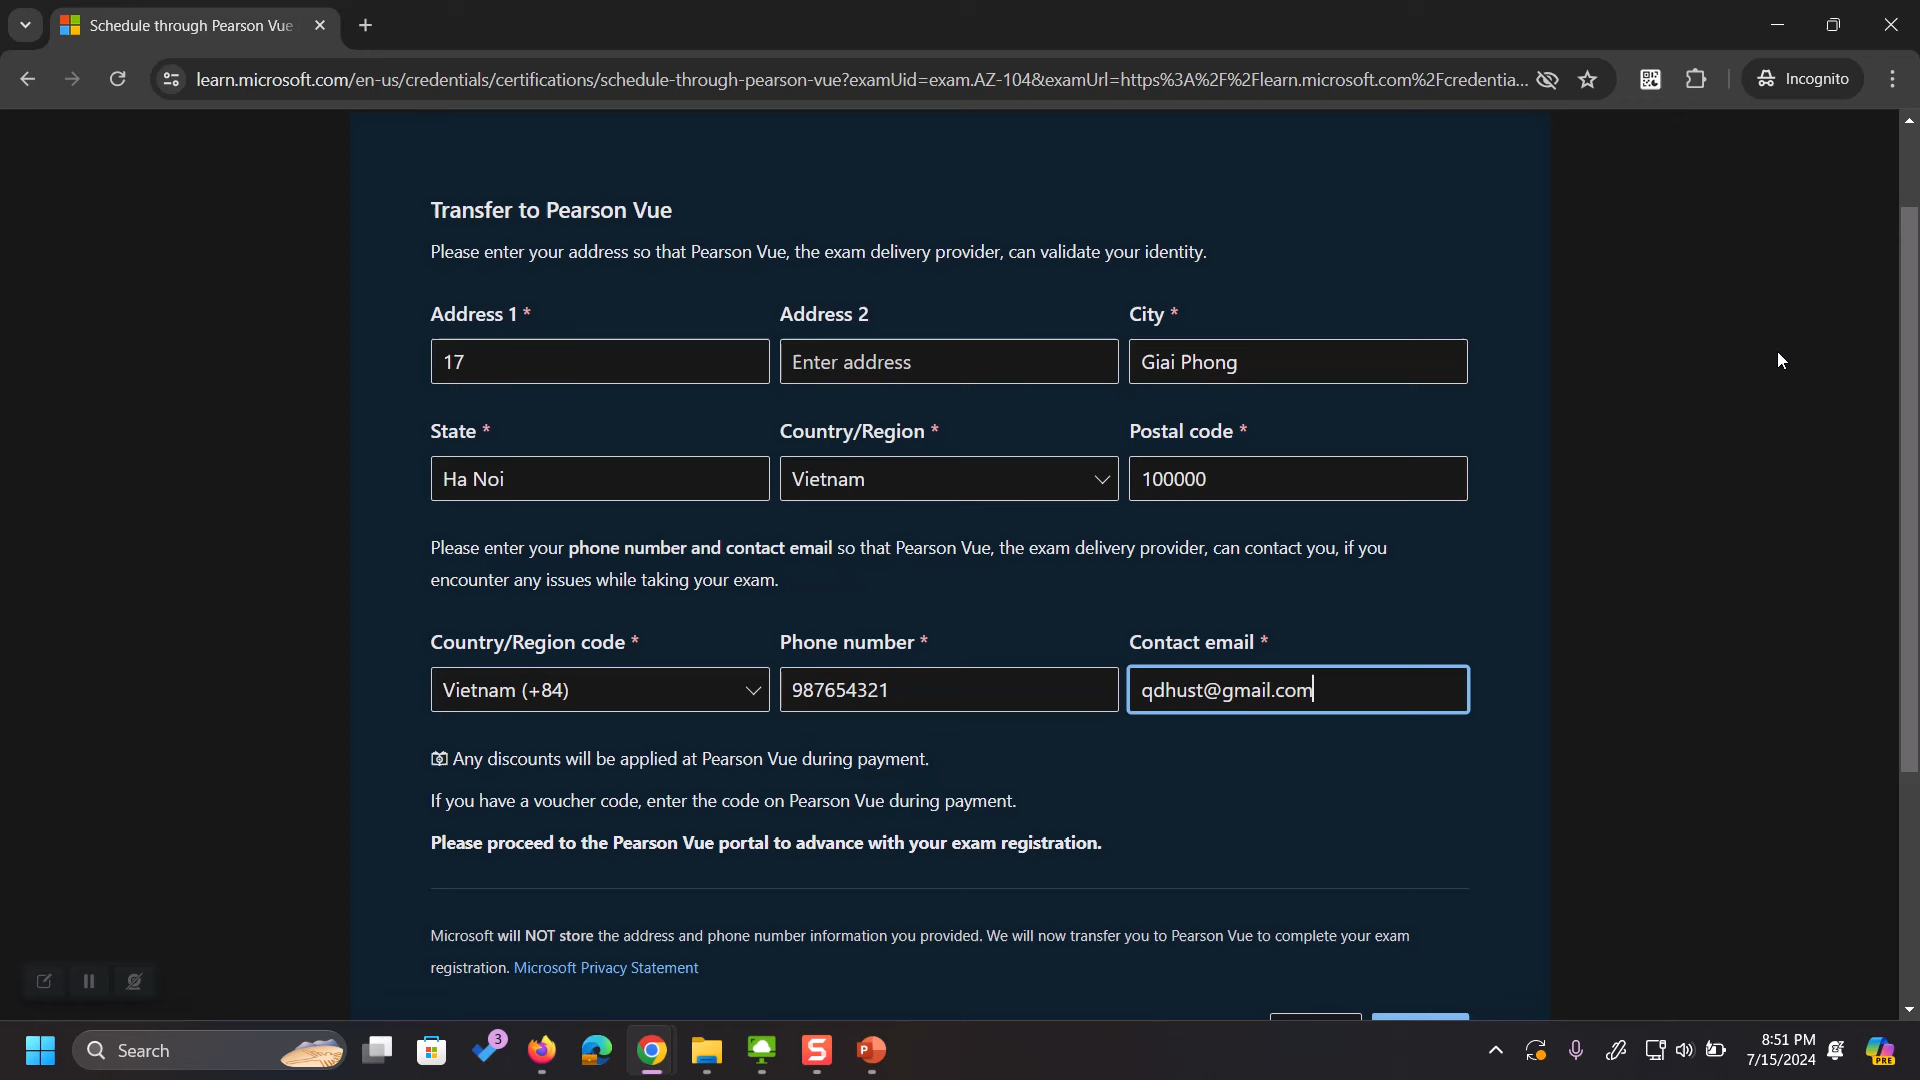 Schedule through Pearson Vue
learn.microsoft.com/en-us/credentials/certifications/schedule-through-pearson-vue?examUid=exam.AZ-104&examUrl=https%3A%2F%2Flearn.microsoft.com%2Fcredentia...
Incognito
Transfer to Pearson Vue
Please enter your address so that Pearson Vue, the exam delivery provider, can validate your identity.
Address 1 *
Address 2
City *
17
Enter address
Giai Phong
State *
Country/Region *
Postal code *
Ha Noi
Vietnam
100000
Please enter your phone number and contact email so that Pearson Vue, the exam delivery provider, can contact you, if you
encounter any issues while taking your exam.
Country/Region code *
Phone number *
Contact email *
Vietnam (+84)
987654321
qdhust@gmail.com
Any discounts will be applied at Pearson Vue during payment.
If you have a voucher code, enter the code on Pearson Vue during payment.
Please proceed to the Pearson Vue portal to advance with your exam registration.
Microsoft will NOT store the address and phone number information you provided. We will now transfer you to Pearson Vue to complete your exam
registration. Microsoft Privacy Statement
Search
3
S
P
8:51 PM
7/15/2024
PRE